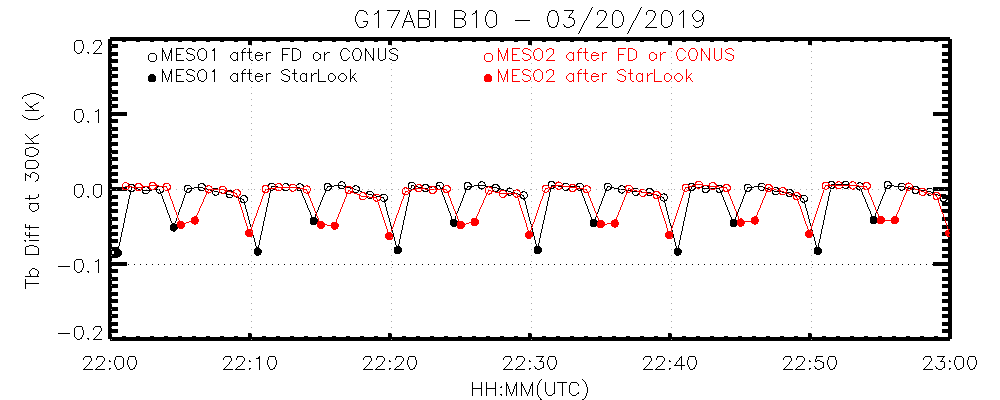 G17ABI B10 − 03/20/2019
○MESO1 after FD or CONUS ○MESO2 after FD or CONUS
●MESO1 after StarLook ●MESO2 after StarLook
Tb Diff at 300K (K)
0.2
0.1
0.0
−0.1
−0.2
22:00 22:10 22:20 22:30 22:40 22:50 23:00
HH:MM(UTC)